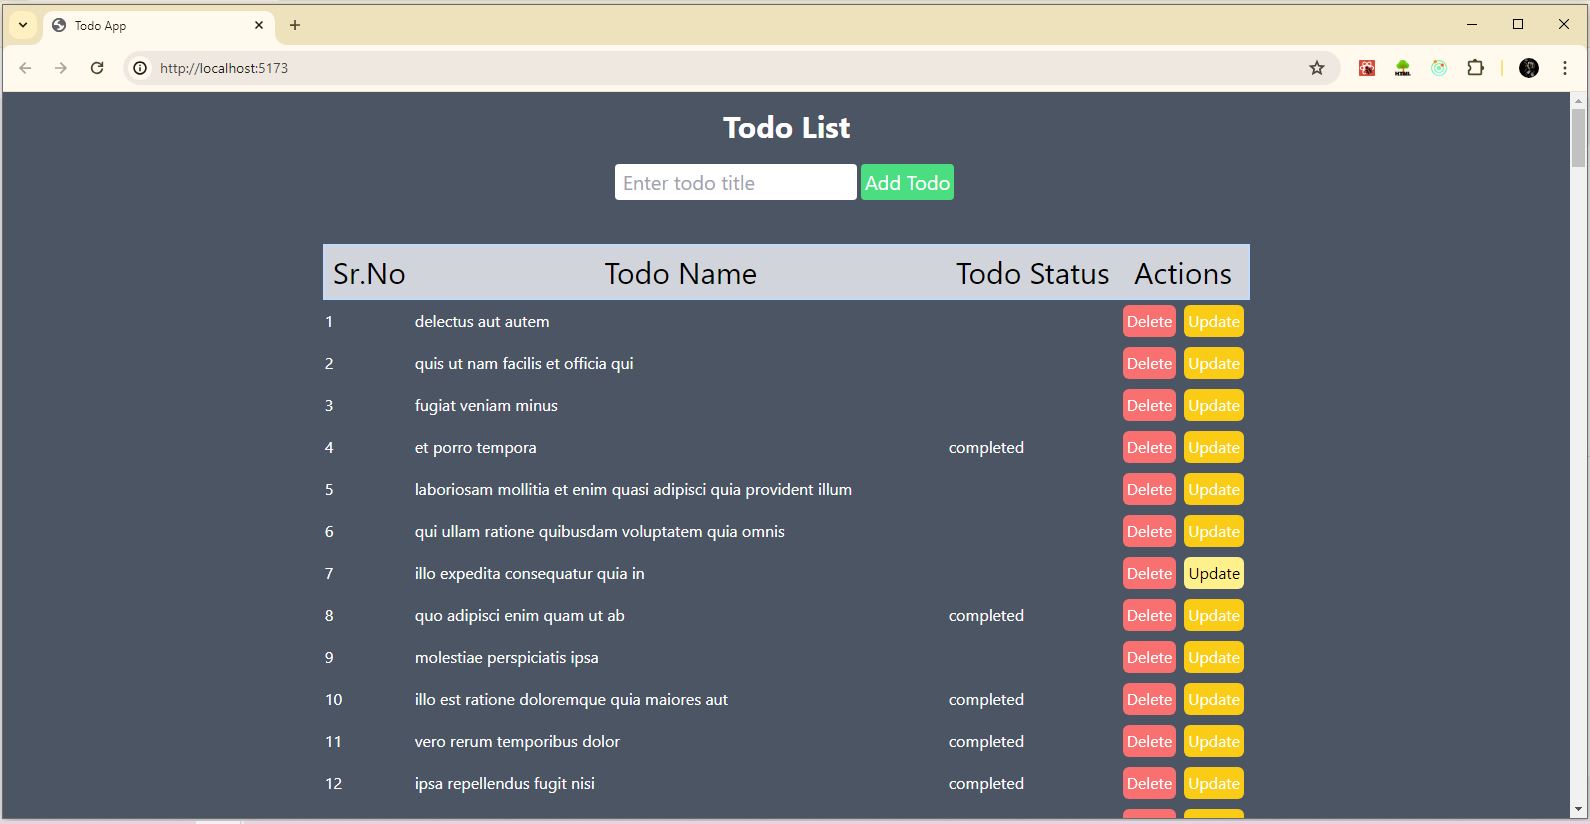 Todo App
http://localhost:5173
HTML
Todo List
Enter todo title Add Todo
Sr.No Todo Name Todo Status Actions
1 delectus aut autem Delete Update
2 quis ut nam facilis et officia qui Delete Update
3 fugiat veniam minus Delete Update
4 et porro tempora completed Delete Update
5 laboriosam mollitia et enim quasi adipisci quia provident illum Delete Update
6 qui ullam ratione quibusdam voluptatem quia omnis Delete Update
7 illo expedita consequatur quia in Delete Update
8 quo adipisci enim quam ut ab completed Delete Update
9 molestiae perspiciatis ipsa Delete Update
10 illo est ratione doloremque quia maiores aut completed Delete Update
11 vero rerum temporibus dolor completed Delete Update
12 ipsa repellendus fugit nisi completed Delete Update